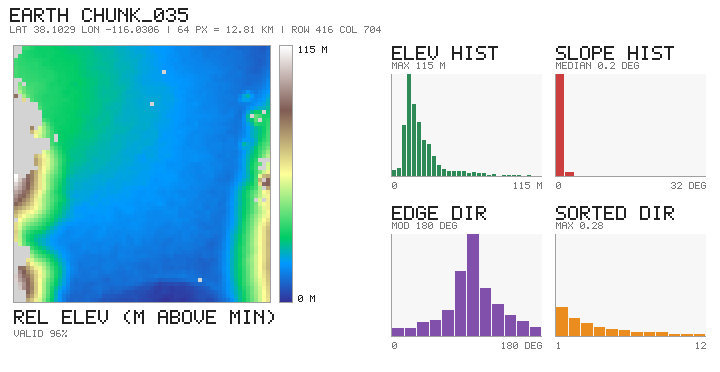 EARTH CHUNK_035
LAT 38.1029 LON -116.0306 | 64 PX = 12.81 KM | ROW 416 COL 704
115 M
0 M
REL ELEV (M ABOVE MIN)
VALID 96%
ELEV HIST
MAX 115 M
0 115 M
SLOPE HIST
MEDIAN 0.2 DEG
0 32 DEG
EDGE DIR
MOD 180 DEG
0 180 DEG
SORTED DIR
MAX 0.28
1 12